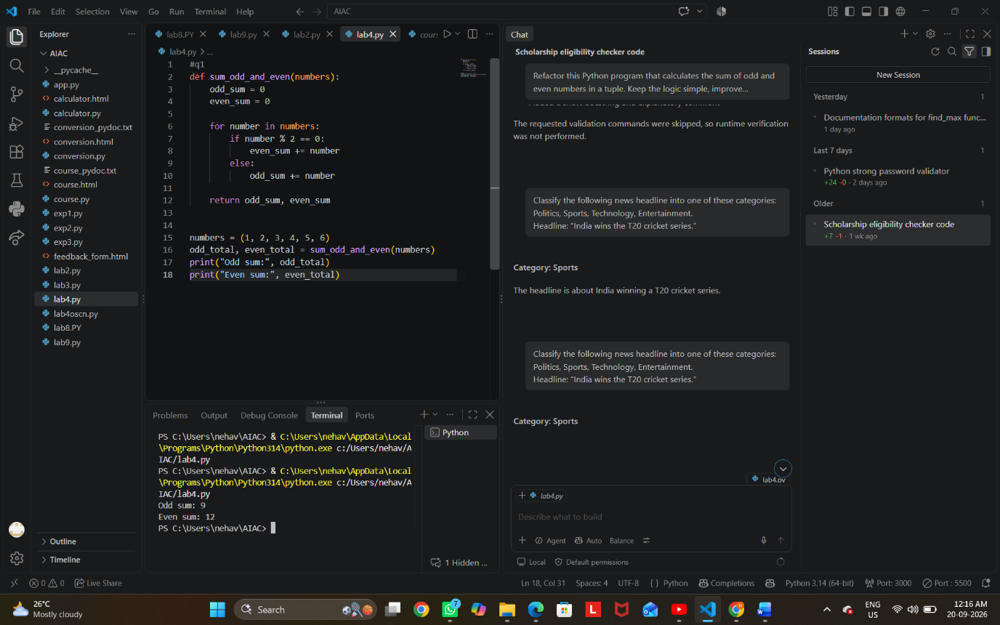 File Edit Selection View Go Run Terminal Help
AIAC
Explorer
AIAC
__pycache__
app.py
calculator.html
calculator.py
conversion_pydoc.txt
conversion.html
conversion.py
course_pydoc.txt
course.html
course.py
exp1.py
exp2.py
exp3.py
feedback_form.html
lab2.py
lab3.py
lab4.py
lab4oscn.py
lab8.PY
lab9.py
Outline
Timeline
lab8.PY lab9.py lab2.py lab4.py cour
lab4.py > ...
1 #q1
2 def sum_odd_and_even(numbers):
3 odd_sum = 0
4 even_sum = 0
5
6 for number in numbers:
7 if number % 2 == 0:
8 even_sum += number
9 else:
10 odd_sum += number
11
12 return odd_sum, even_sum
13
14
15 numbers = (1, 2, 3, 4, 5, 6)
16 odd_total, even_total = sum_odd_and_even(numbers)
17 print("Odd sum:", odd_total)
18 print("Even sum:", even_total)
Problems Output Debug Console Terminal Ports
PS C:\Users\nehav\AIAC> & C:\Users\nehav\AppData\Local
\Programs\Python\Python314\python.exe c:/Users/nehav/A
IAC/lab4.py
PS C:\Users\nehav\AIAC> & C:\Users\nehav\AppData\Local
\Programs\Python\Python314\python.exe c:/Users/nehav/A
IAC/lab4.py
Odd sum: 9
Even sum: 12
PS C:\Users\nehav\AIAC>
Python
1 Hidden ...
Chat
Scholarship eligibility checker code
Refactor this Python program that calculates the sum of odd and
even numbers in a tuple. Keep the logic simple, improve...
Added a short docstring and explanatory comment
The requested validation commands were skipped, so runtime verification
was not performed.
Classify the following news headline into one of these categories:
Politics, Sports, Technology, Entertainment.
Headline: "India wins the T20 cricket series."
Category: Sports
The headline is about India winning a T20 cricket series.
Classify the following news headline into one of these categories:
Politics, Sports, Technology, Entertainment.
Headline: "India wins the T20 cricket series."
Category: Sports
lab4.py
lab4.py
Describe what to build
Agent Auto Balance
Local Default permissions
Sessions
New Session
Yesterday 1
Documentation formats for find_max func...
1 day ago
Last 7 days 1
Python strong password validator
+24 -0 · 2 days ago
Older 1
Scholarship eligibility checker code
+7 -1 · 1 wk ago
0 0 Live Share
Ln 18, Col 31 Spaces: 4 UTF-8 { } Python Completions Python 3.14 (64-bit) Port: 3000 Port : 5500
26°C
Mostly cloudy
Search
7
ENG
US
12:16 AM
20-09-2026